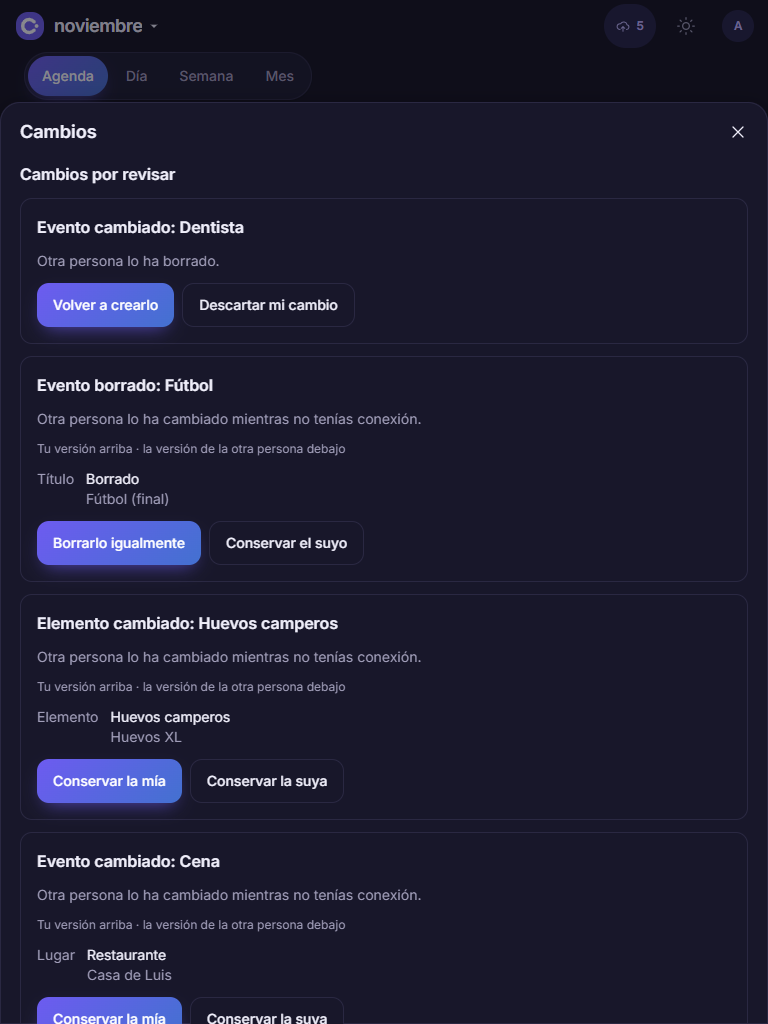 noviembre
5
A
Agenda Día Semana Mes
Cambios
Cambios por revisar
Evento cambiado: Dentista
Otra persona lo ha borrado.
Volver a crearlo Descartar mi cambio
Evento borrado: Fútbol
Otra persona lo ha cambiado mientras no tenías conexión.
Tu versión arriba · la versión de la otra persona debajo
Título Borrado
Fútbol (final)
Borrarlo igualmente Conservar el suyo
Elemento cambiado: Huevos camperos
Otra persona lo ha cambiado mientras no tenías conexión.
Tu versión arriba · la versión de la otra persona debajo
Elemento Huevos camperos
Huevos XL
Conservar la mía Conservar la suya
Evento cambiado: Cena
Otra persona lo ha cambiado mientras no tenías conexión.
Tu versión arriba · la versión de la otra persona debajo
Lugar Restaurante
Casa de Luis
Conservar la mía Conservar la suya